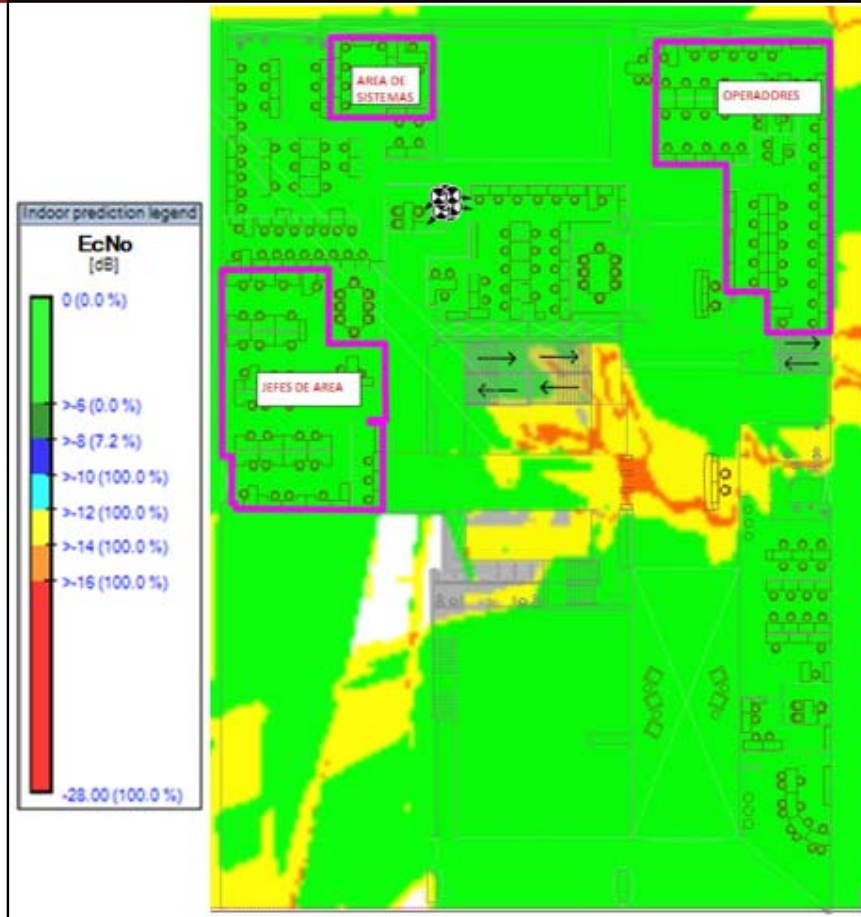 Indoor prediction legend
EcNo
[dB]
0 (0.0 %)
>-6 (0.0 %)
>-8 (7.2 %)
>-10 (100.0 %)
>-12 (100.0 %)
>-14 (100.0 %)
>-16 (100.0 %)
-28.00 (100.0 %)
AREA DE
SISTEMAS
OPERADORES
JEFES DE AREA